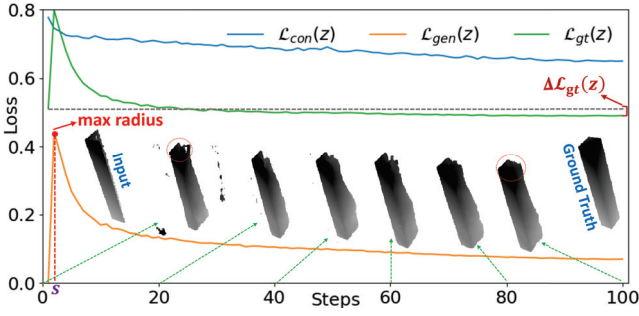 0.8
0.6
0.4
0.2
0.0
Loss
ℒcon(z)
ℒgen(z)
ℒgt(z)
Δℒgt(z)
max radius
Input
Ground Truth
0
s
20
40
60
80
100
Steps